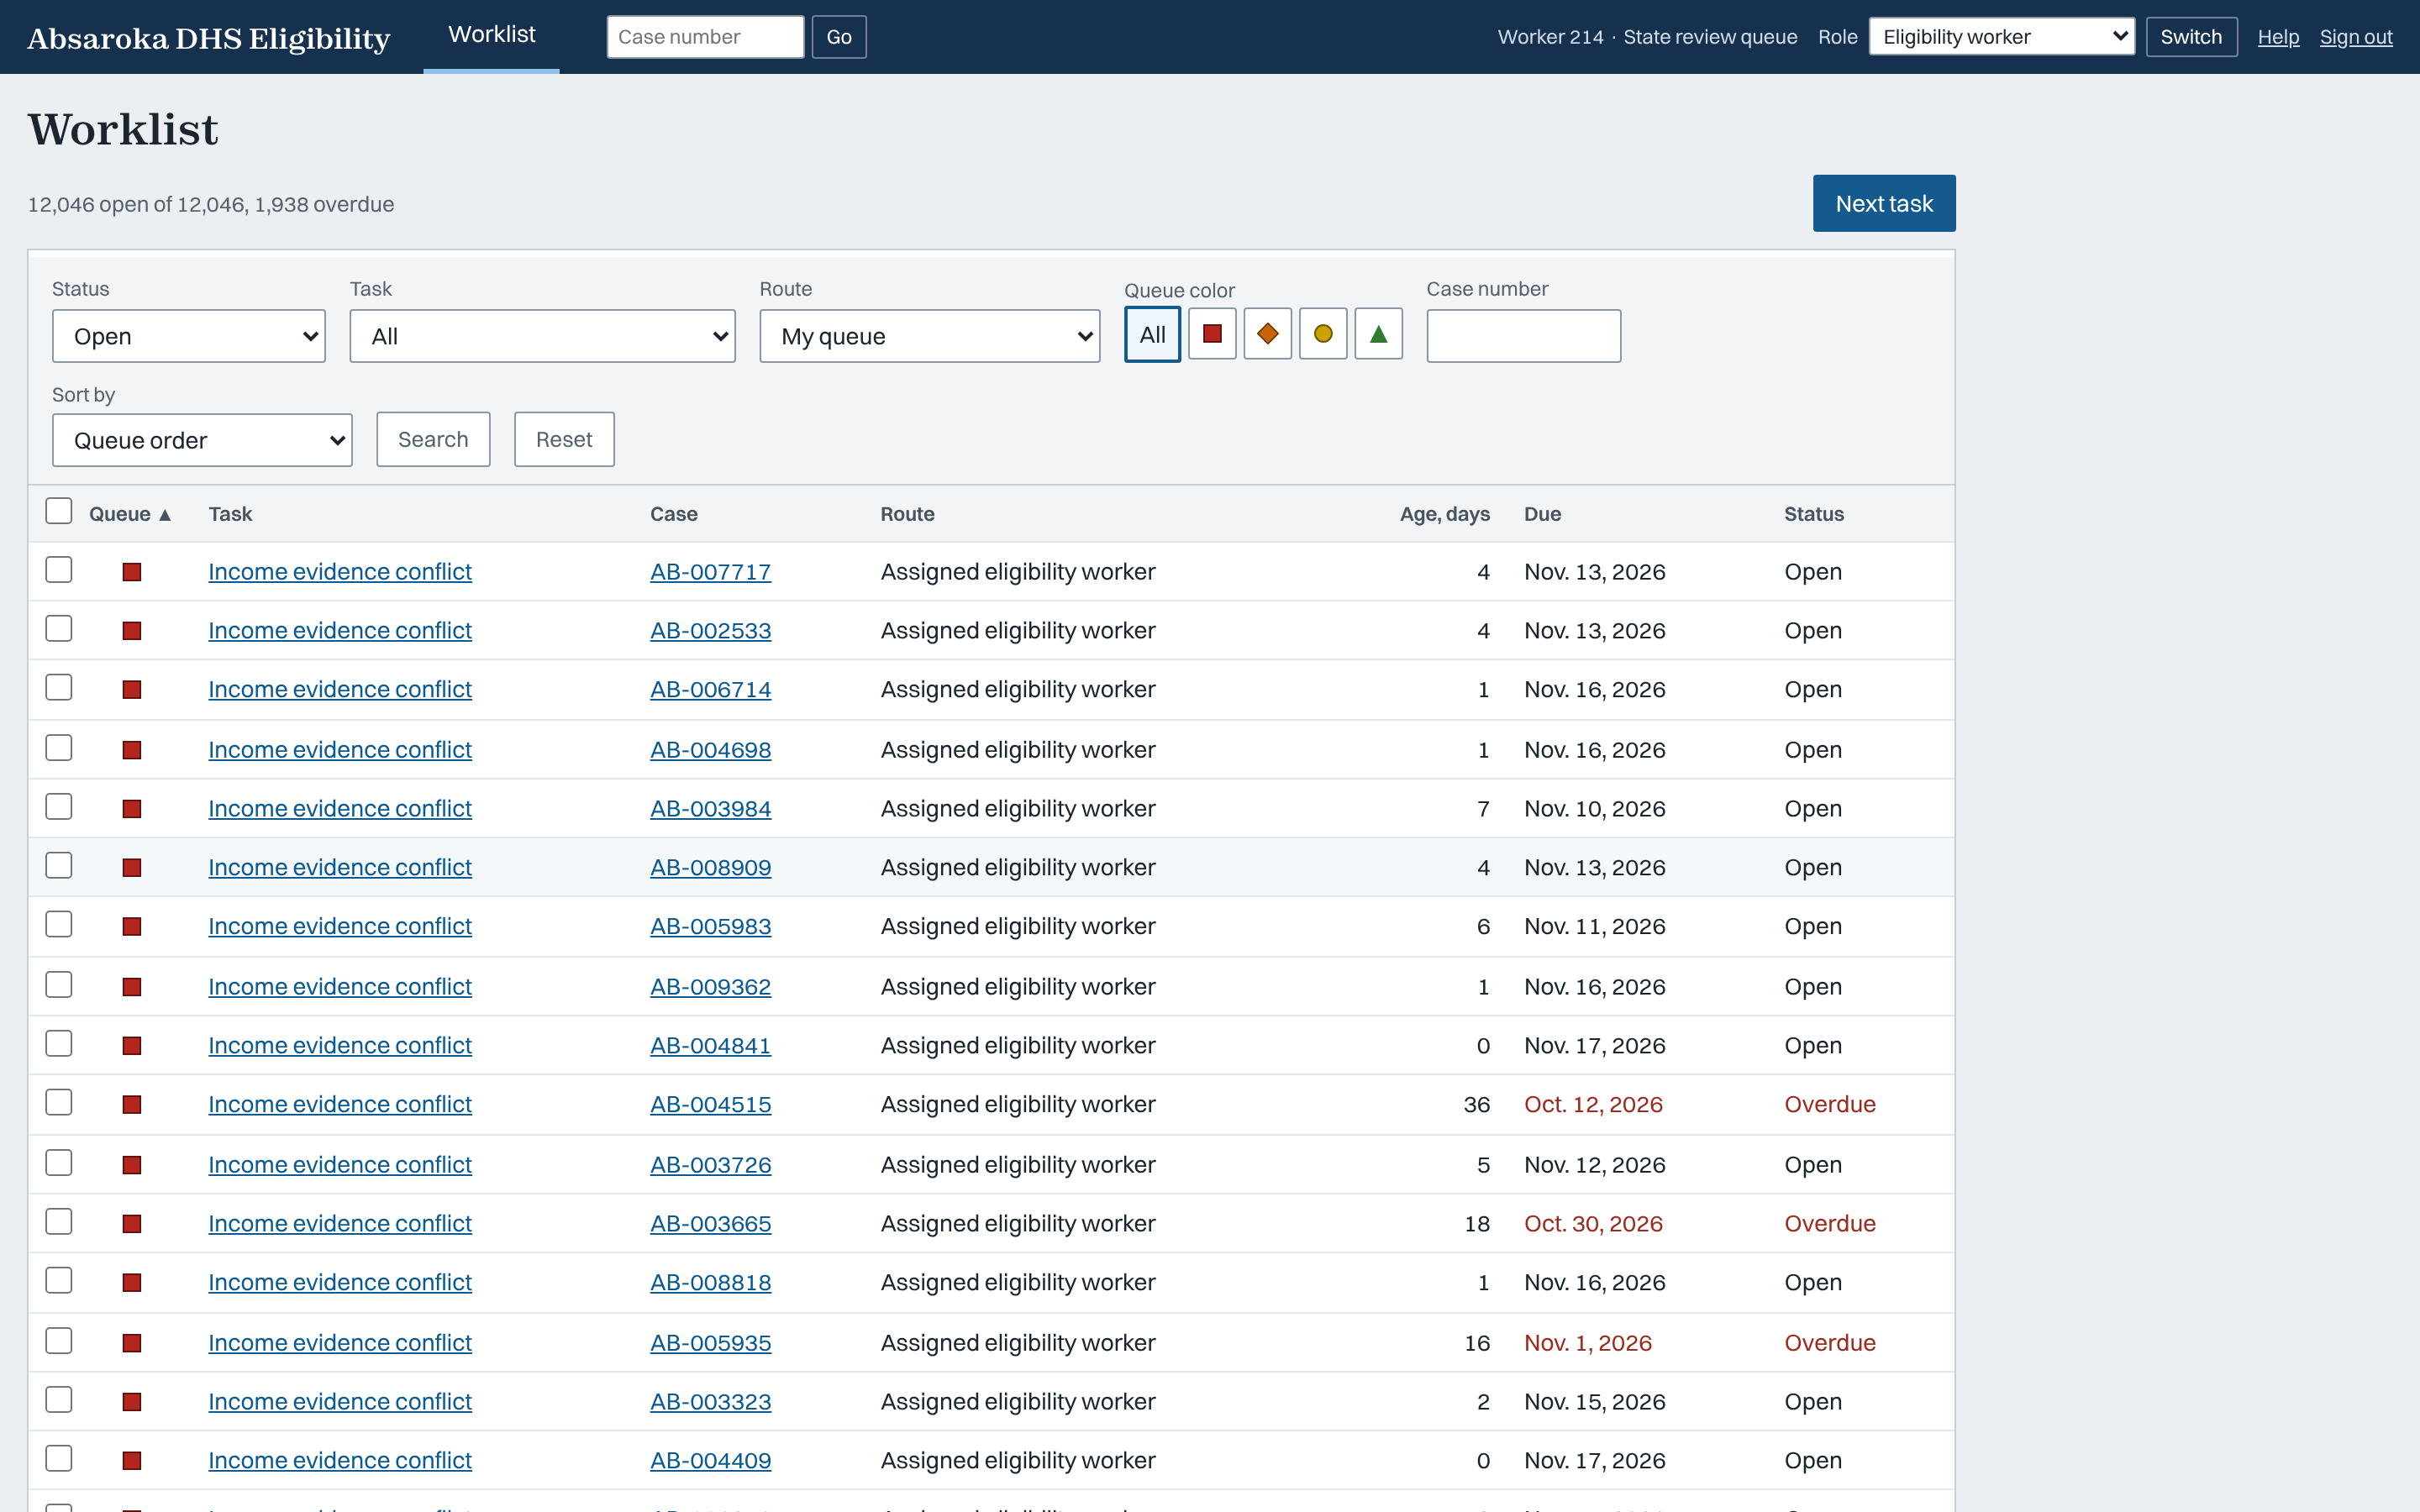 Absaroka DHS Eligibility Worklist Case number Go Worker 214 · State review queue Role Eligibility worker Switch Help Sign out
Worklist
12,046 open of 12,046, 1,938 overdue Next task
Status Task Route Queue color Case number
Open All My queue All
Sort by
Queue order Search Reset
Queue ▲ Task Case Route Age, days Due Status
Income evidence conflict AB-007717 Assigned eligibility worker 4 Nov. 13, 2026 Open
Income evidence conflict AB-002533 Assigned eligibility worker 4 Nov. 13, 2026 Open
Income evidence conflict AB-006714 Assigned eligibility worker 1 Nov. 16, 2026 Open
Income evidence conflict AB-004698 Assigned eligibility worker 1 Nov. 16, 2026 Open
Income evidence conflict AB-003984 Assigned eligibility worker 7 Nov. 10, 2026 Open
Income evidence conflict AB-008909 Assigned eligibility worker 4 Nov. 13, 2026 Open
Income evidence conflict AB-005983 Assigned eligibility worker 6 Nov. 11, 2026 Open
Income evidence conflict AB-009362 Assigned eligibility worker 1 Nov. 16, 2026 Open
Income evidence conflict AB-004841 Assigned eligibility worker 0 Nov. 17, 2026 Open
Income evidence conflict AB-004515 Assigned eligibility worker 36 Oct. 12, 2026 Overdue
Income evidence conflict AB-003726 Assigned eligibility worker 5 Nov. 12, 2026 Open
Income evidence conflict AB-003665 Assigned eligibility worker 18 Oct. 30, 2026 Overdue
Income evidence conflict AB-008818 Assigned eligibility worker 1 Nov. 16, 2026 Open
Income evidence conflict AB-005935 Assigned eligibility worker 16 Nov. 1, 2026 Overdue
Income evidence conflict AB-003323 Assigned eligibility worker 2 Nov. 15, 2026 Open
Income evidence conflict AB-004409 Assigned eligibility worker 0 Nov. 17, 2026 Open